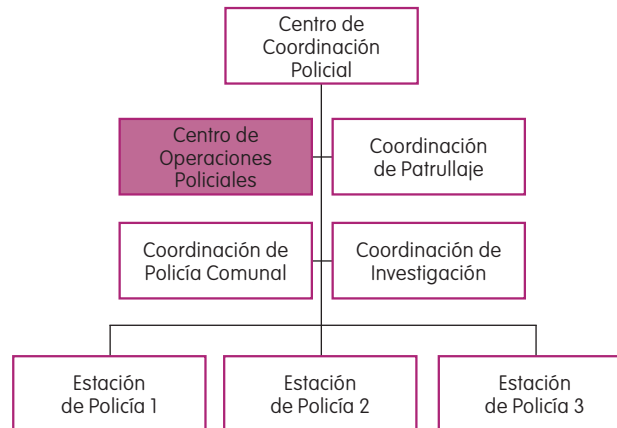 Centro de
Coordinación
Policial
Centro de
Operaciones
Policiales
Coordinación
de Patrullaje
Coordinación de
Policía Comunal
Coordinación de
Investigación
Estación
de Policía 1
Estación
de Policía 2
Estación
de Policía 3